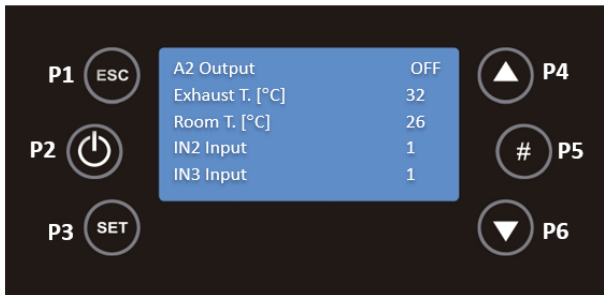 P1 ESC
A2 Output OFF
P4
Exhaust T. [°C] 32
Room T. [°C] 26
P2
IN2 Input 1
# P5
IN3 Input 1
P3 SET
P6